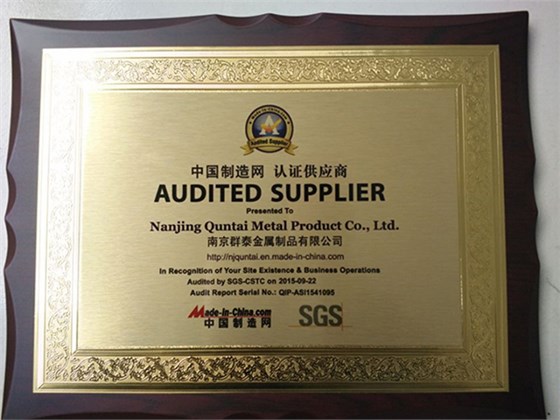 Audited Supplier
中国制造网 认证供应商
AUDITED SUPPLIER
Presented To
Nanjing Quntai Metal Product Co., Ltd.
南京群泰金属制品有限公司
http://njquntai.en.made-in-china.com
In Recognition of Your Site Existence & Business Operations
Audited by SGS-CSTC on 2015-09-22
Audit Report Serial No.: QIP-ASI1541095
Made-in-China.com
中国制造网
SGS